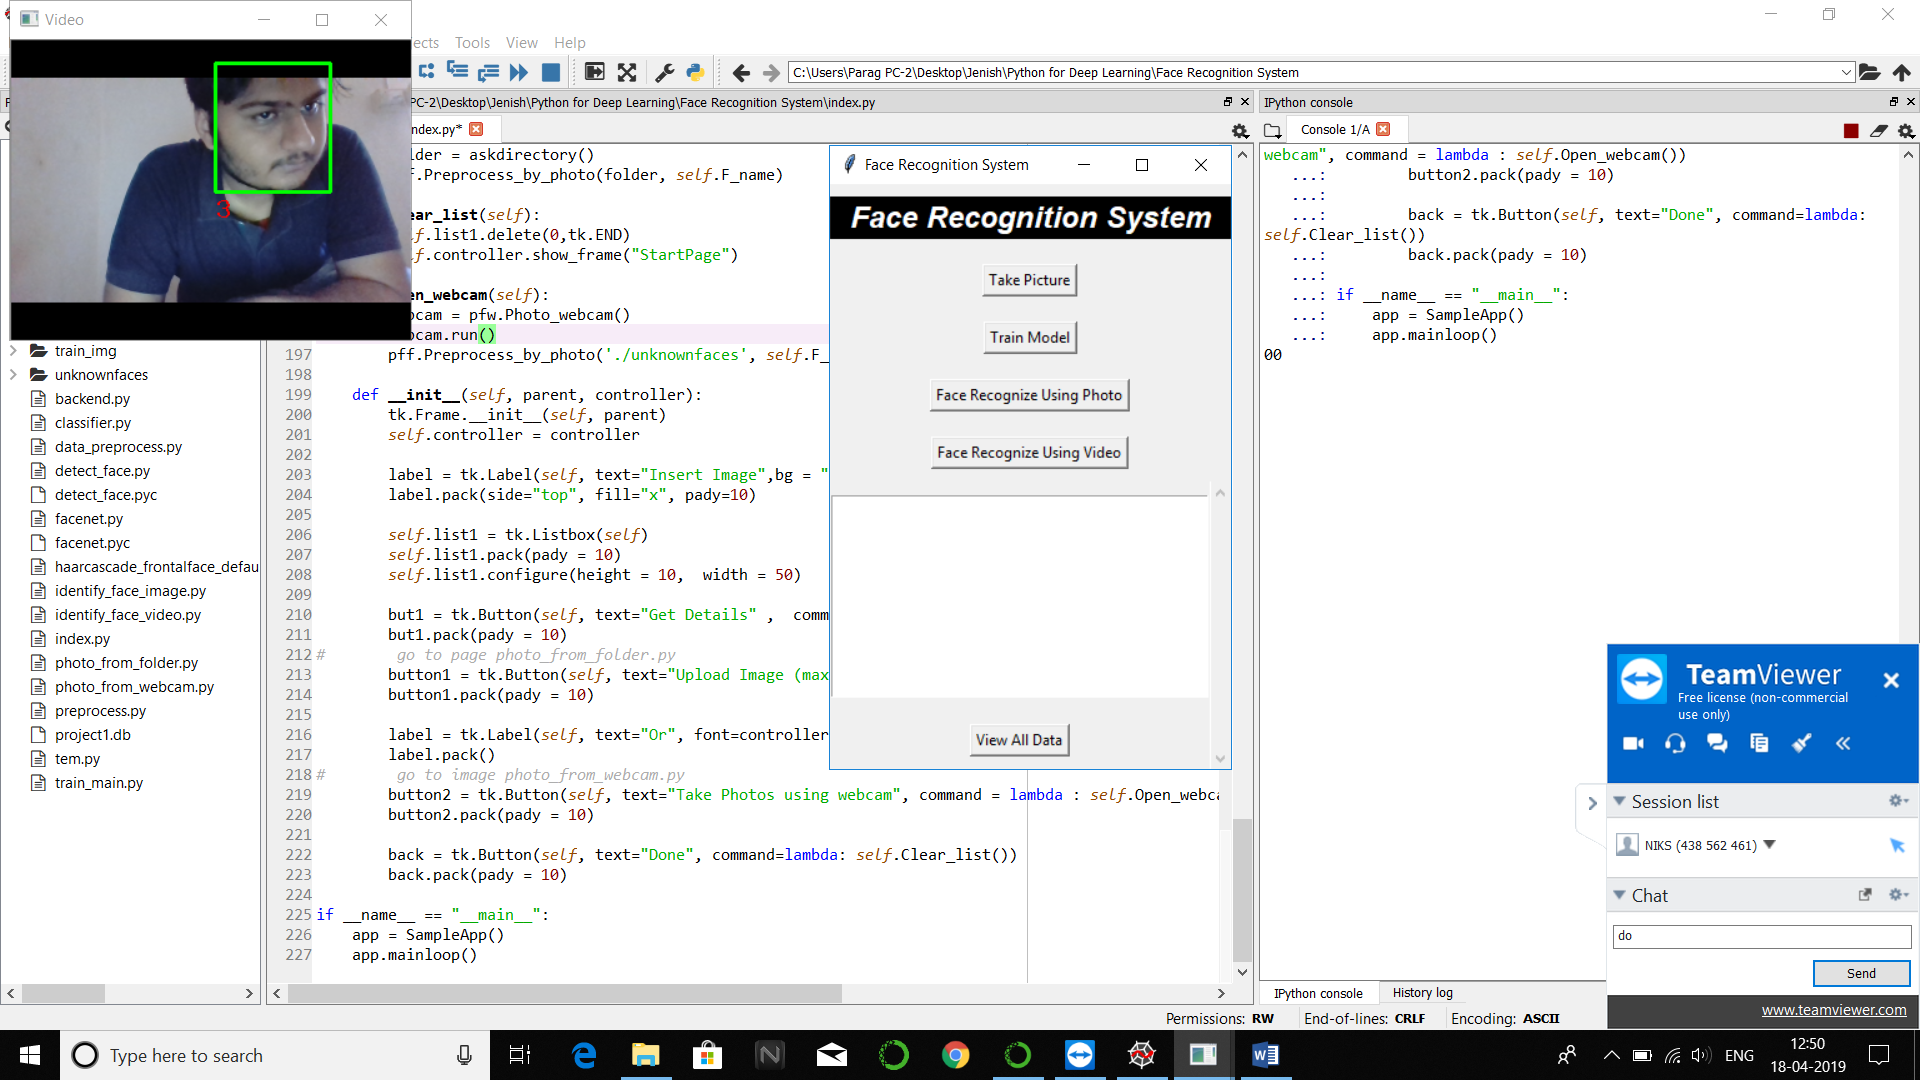 Video
ects Tools View Help
C:\Users\Parag PC-2\Desktop\Jenish\Python for Deep Learning\Face Recognition System
PC-2\Desktop\Jenish\Python for Deep Learning\Face Recognition System\index.py
ndex.py*
3
lder = askdirectory()
f.Preprocess_by_photo(folder, self.F_name)
ear_list(self):
f.list1.delete(0,tk.END)
f.controller.show_frame("StartPage")
en_webcam(self):
bcam = pfw.Photo_webcam()
bcam.run()
197 pff.Preprocess_by_photo('./unknownfaces', self.F_
198
199 def __init__(self, parent, controller):
200 tk.Frame.__init__(self, parent)
201 self.controller = controller
202
203 label = tk.Label(self, text="Insert Image",bg = "
204 label.pack(side="top", fill="x", pady=10)
205
206 self.list1 = tk.Listbox(self)
207 self.list1.pack(pady = 10)
208 self.list1.configure(height = 10, width = 50)
209
210 but1 = tk.Button(self, text="Get Details" , comm
211 but1.pack(pady = 10)
212 # go to page photo_from_folder.py
213 button1 = tk.Button(self, text="Upload Image (max
214 button1.pack(pady = 10)
215
216 label = tk.Label(self, text="Or", font=controller
217 label.pack()
218 # go to image photo_from_webcam.py
219 button2 = tk.Button(self, text="Take Photos using webcam", command = lambda : self.Open_webca
220 button2.pack(pady = 10)
221
222 back = tk.Button(self, text="Done", command=lambda: self.Clear_list())
223 back.pack(pady = 10)
224
225 if __name__ == "__main__":
226 app = SampleApp()
227 app.mainloop()
train_img
unknownfaces
backend.py
classifier.py
data_preprocess.py
detect_face.py
detect_face.pyc
facenet.py
facenet.pyc
haarcascade_frontalface_defau
identify_face_image.py
identify_face_video.py
index.py
photo_from_folder.py
photo_from_webcam.py
preprocess.py
project1.db
tem.py
train_main.py
Face Recognition System
Face Recognition System
Take Picture
Train Model
Face Recognize Using Photo
Face Recognize Using Video
View All Data
IPython console
Console 1/A
webcam", command = lambda : self.Open_webcam())
...: button2.pack(pady = 10)
...:
...: back = tk.Button(self, text="Done", command=lambda:
self.Clear_list())
...: back.pack(pady = 10)
...:
...: if __name__ == "__main__":
...: app = SampleApp()
...: app.mainloop()
00
TeamViewer
Free license (non-commercial
use only)
Session list
NIKS (438 562 461)
Chat
do
Send
www.teamviewer.com
IPython console History log
Permissions: RW End-of-lines: CRLF Encoding: ASCII
Type here to search
ENG
12:50
18-04-2019